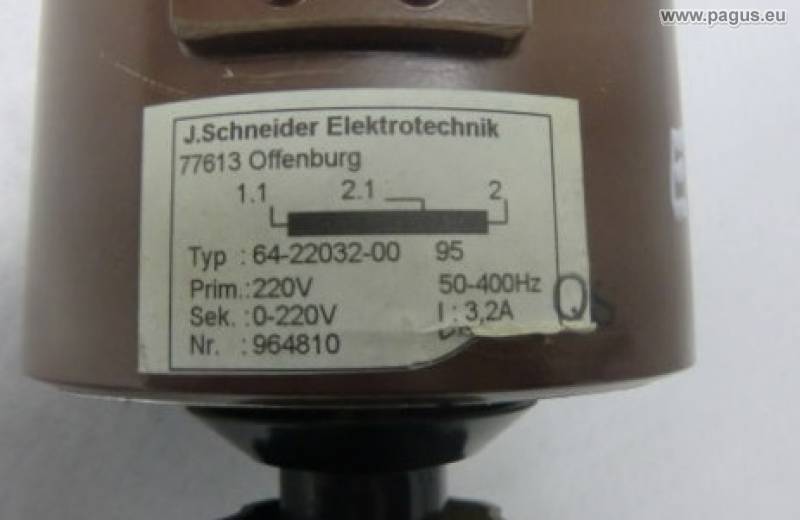 www.pagus.eu
J.Schneider Elektrotechnik
77613 Offenburg
1.1 2.1 2
Typ : 64-22032-00 95
Prim.: 220V 50-400Hz
Sek. : 0-220V I : 3,2A
Nr. : 964810
QS